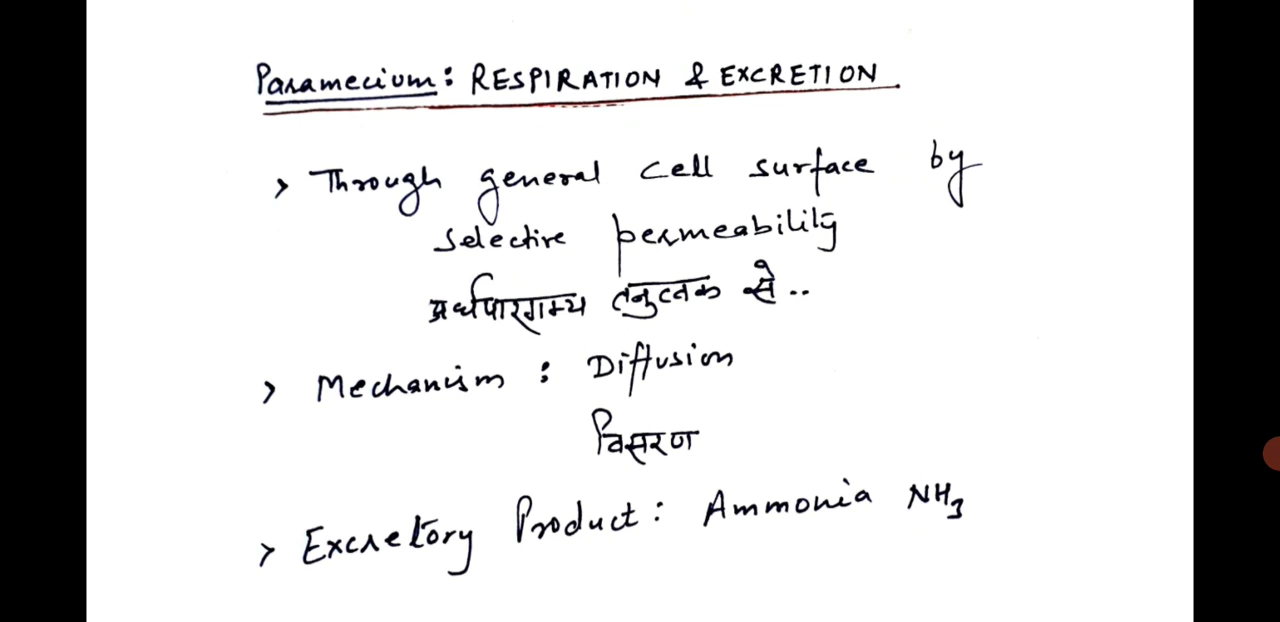 Paramecium: RESPIRATION & EXCRETION.
> Through general cell surface by
selective permeability
अर्धपारगम्य तनुत्वक से..
> Mechanism : Diffusion
विसरण
> Excretory Product: Ammonia NH3